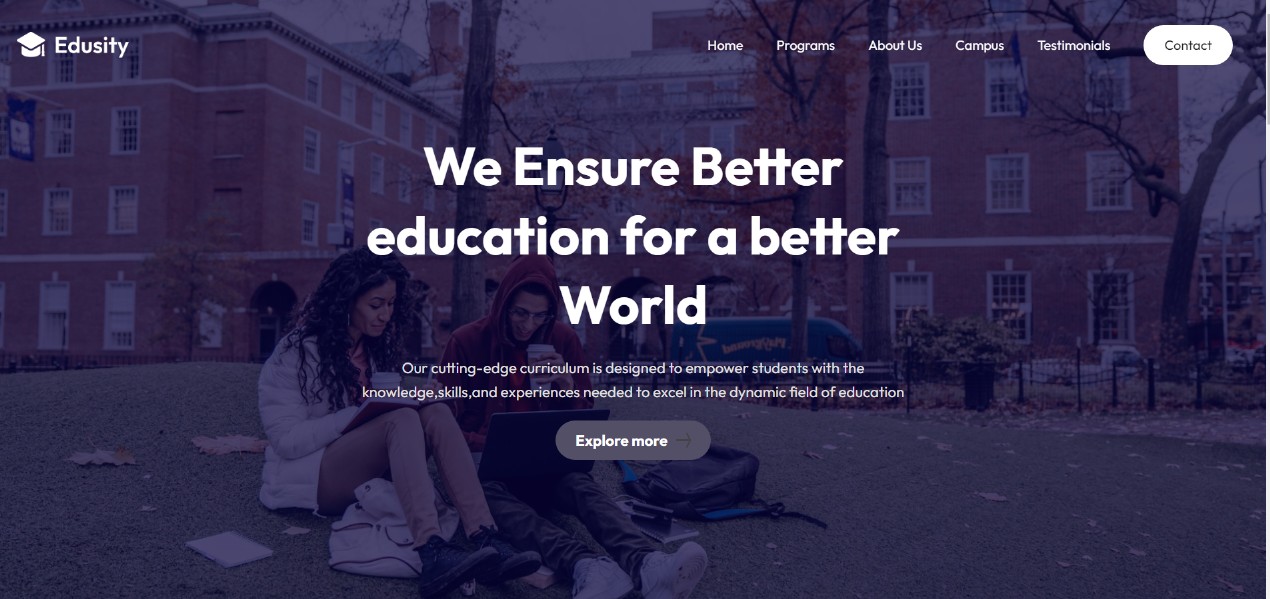 Edusity
Home Programs About Us Campus Testimonials Contact
We Ensure Better
education for a better
World
Our cutting-edge curriculum is designed to empower students with the
knowledge,skills,and experiences needed to excel in the dynamic field of education
Explore more →